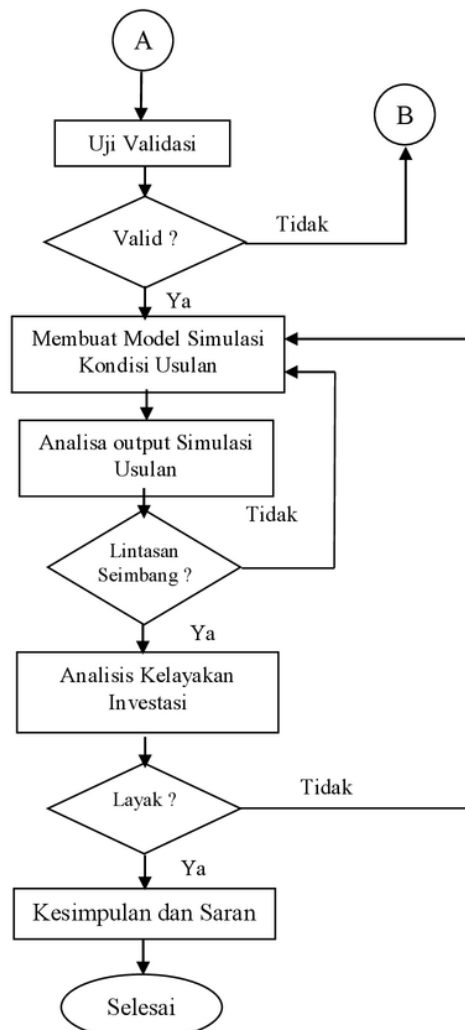 A
B
Uji Validasi
Valid ?
Tidak
Ya
Membuat Model Simulasi
Kondisi Usulan
Analisa output Simulasi
Usulan
Tidak
Lintasan
Seimbang ?
Ya
Analisis Kelayakan
Investasi
Layak ?
Tidak
Ya
Kesimpulan dan Saran
Selesai